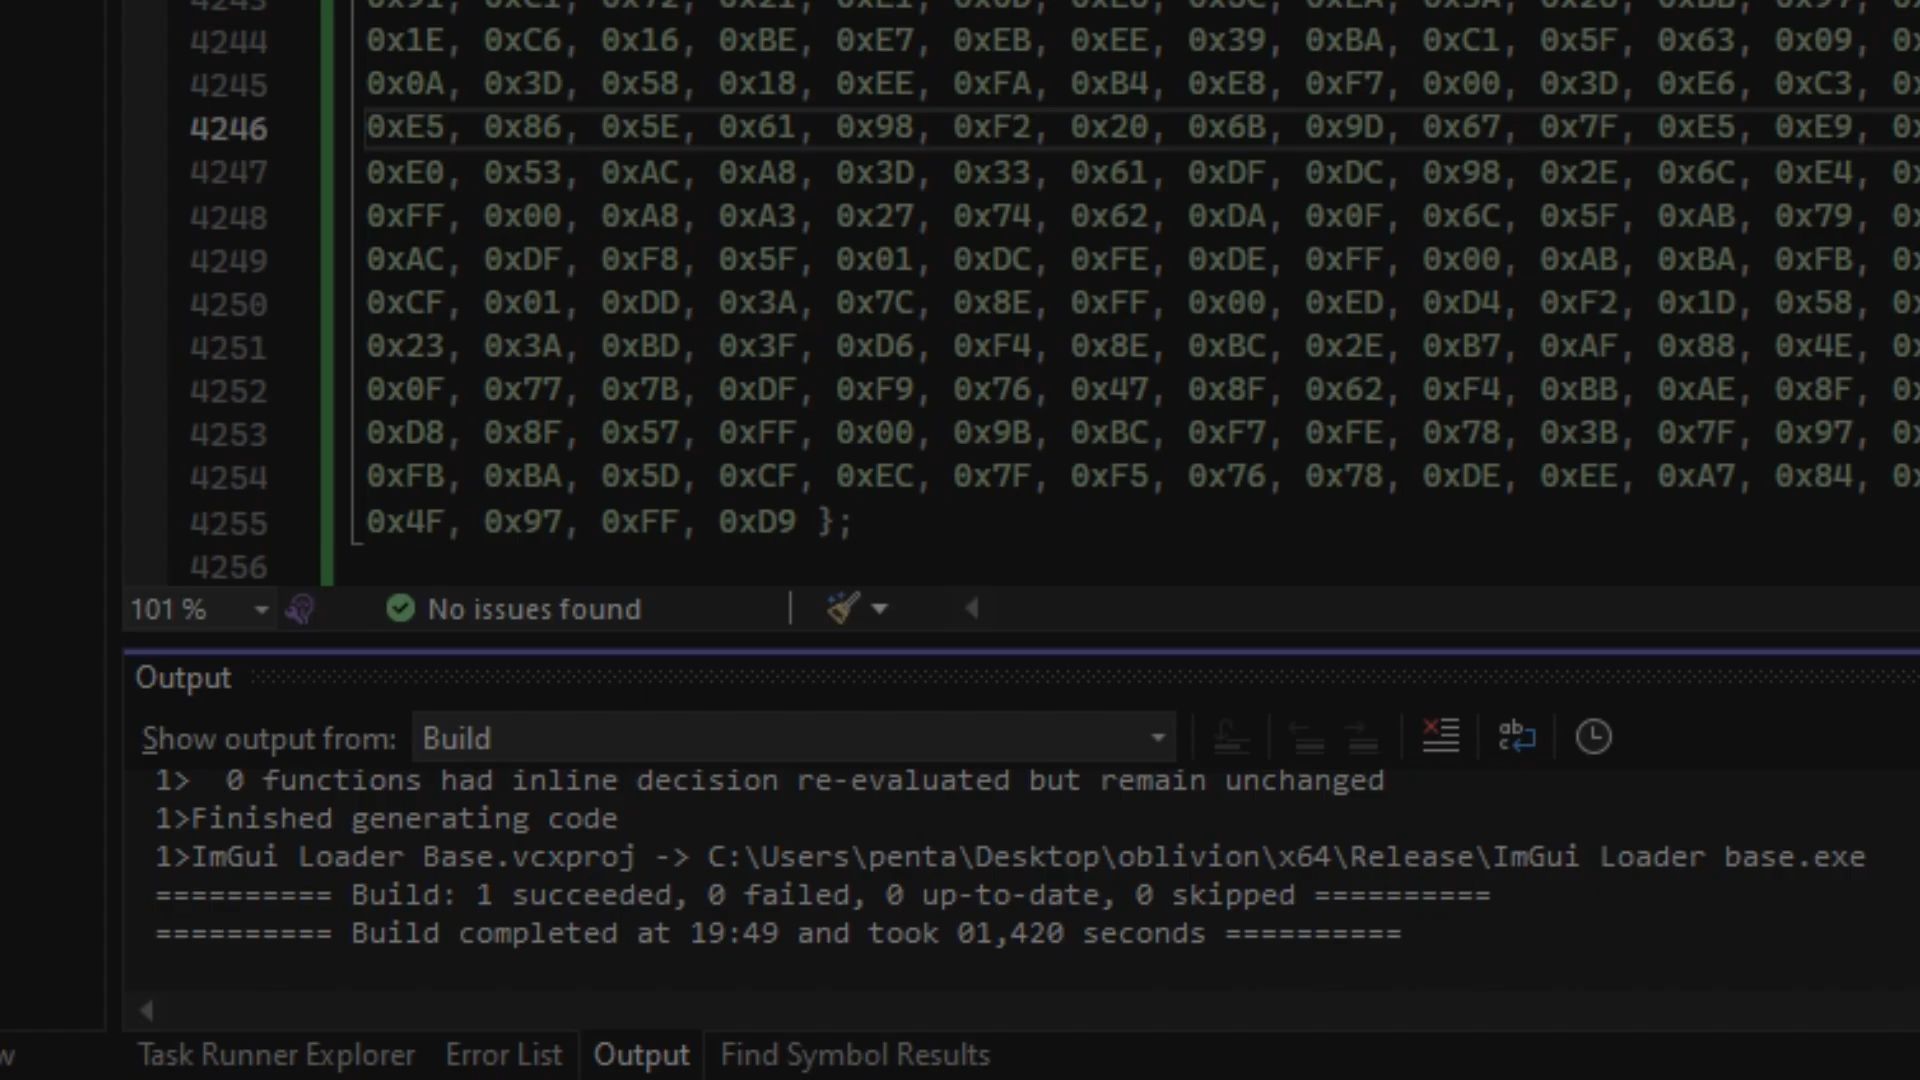 4244 0x1E, 0xC6, 0x16, 0xBE, 0xE7, 0xEB, 0xEE, 0x39, 0xBA, 0xC1, 0x5F, 0x63, 0x09,
4245 0x0A, 0x3D, 0x58, 0x18, 0xEE, 0xFA, 0xB4, 0xE8, 0xF7, 0x00, 0x3D, 0xE6, 0xC3,
4246 0xE5, 0x86, 0x5E, 0x61, 0x98, 0xF2, 0x20, 0x6B, 0x9D, 0x67, 0x7F, 0xE5, 0xE9,
4247 0xE0, 0x53, 0xAC, 0xA8, 0x3D, 0x33, 0x61, 0xDF, 0xDC, 0x98, 0x2E, 0x6C, 0xE4,
4248 0xFF, 0x00, 0xA8, 0xA3, 0x27, 0x74, 0x62, 0xDA, 0x0F, 0x6C, 0x5F, 0xAB, 0x79,
4249 0xAC, 0xDF, 0xF8, 0x5F, 0x01, 0xDC, 0xFE, 0xDE, 0xFF, 0x00, 0xAB, 0xBA, 0xFB,
4250 0xCF, 0x01, 0xDD, 0x3A, 0x7C, 0x8E, 0xFF, 0x00, 0xED, 0xD4, 0xF2, 0x1D, 0x58,
4251 0x23, 0x3A, 0xBD, 0x3F, 0xD6, 0xF4, 0x8E, 0xBC, 0x2E, 0xB7, 0xAF, 0x88, 0x4E,
4252 0x0F, 0x77, 0x7B, 0xDF, 0xF9, 0x76, 0x47, 0x8F, 0x62, 0xF4, 0xBB, 0xAE, 0x8F,
4253 0xD8, 0x8F, 0x57, 0xFF, 0x00, 0x9B, 0xBC, 0xF7, 0xFE, 0x78, 0x3B, 0x7F, 0x97,
4254 0xFB, 0xBA, 0x5D, 0xCF, 0xEC, 0x7F, 0xF5, 0x76, 0x78, 0xDE, 0xEE, 0xA7, 0x84,
4255 0x4F, 0x97, 0xFF, 0xD9 };
4256
101 % No issues found
Output
Show output from: Build
1>  0 functions had inline decision re-evaluated but remain unchanged
1>Finished generating code
1>ImGui Loader Base.vcxproj -> C:\Users\penta\Desktop\oblivion\x64\Release\ImGui Loader base.exe
========== Build: 1 succeeded, 0 failed, 0 up-to-date, 0 skipped ==========
========== Build completed at 19:49 and took 01,420 seconds ==========
Task Runner Explorer Error List Output Find Symbol Results